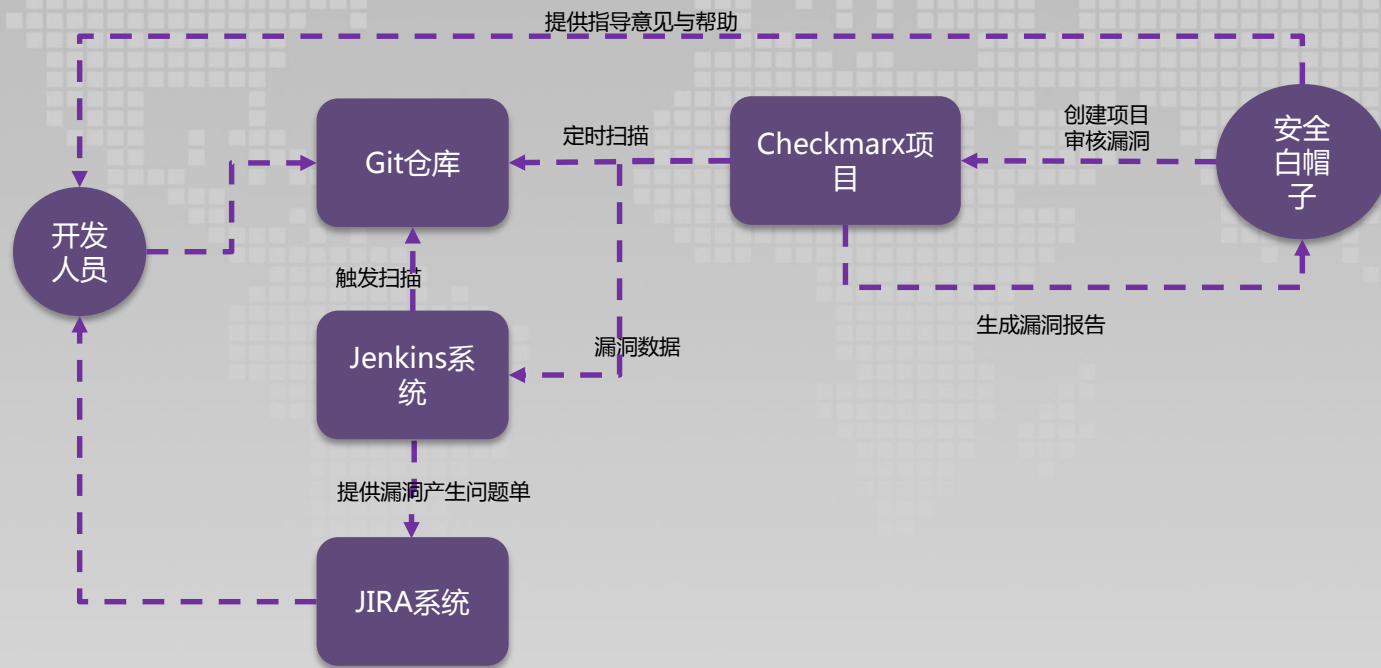 提供指导意见与帮助
Git仓库
定时扫描
Checkmarx项
目
创建项目
审核漏洞
安全
白帽
子
开发
人员
触发扫描
生成漏洞报告
Jenkins系
统
漏洞数据
提供漏洞产生问题单
JIRA系统